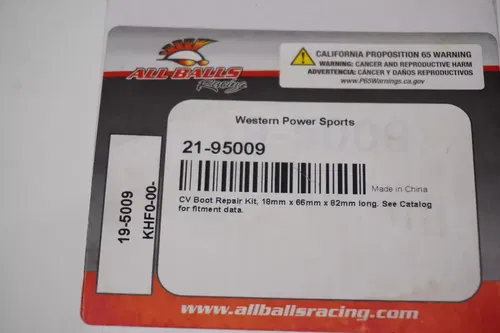 ALL BALLS
Racing
CALIFORNIA PROPOSITION 65 WARNING
WARNING: CANCER AND REPRODUCTIVE HARM
ADVERTENCIA: CÁNCER Y DAÑOS REPRODUCTIVOS
www.P65Warnings.ca.gov
Western Power Sports
21-95009
Made in China
CV Boot Repair Kit, 18mm x 66mm x 82mm long. See Catalog
for fitment data.
19-5009
KHF0-00-
www.allballsracing.com